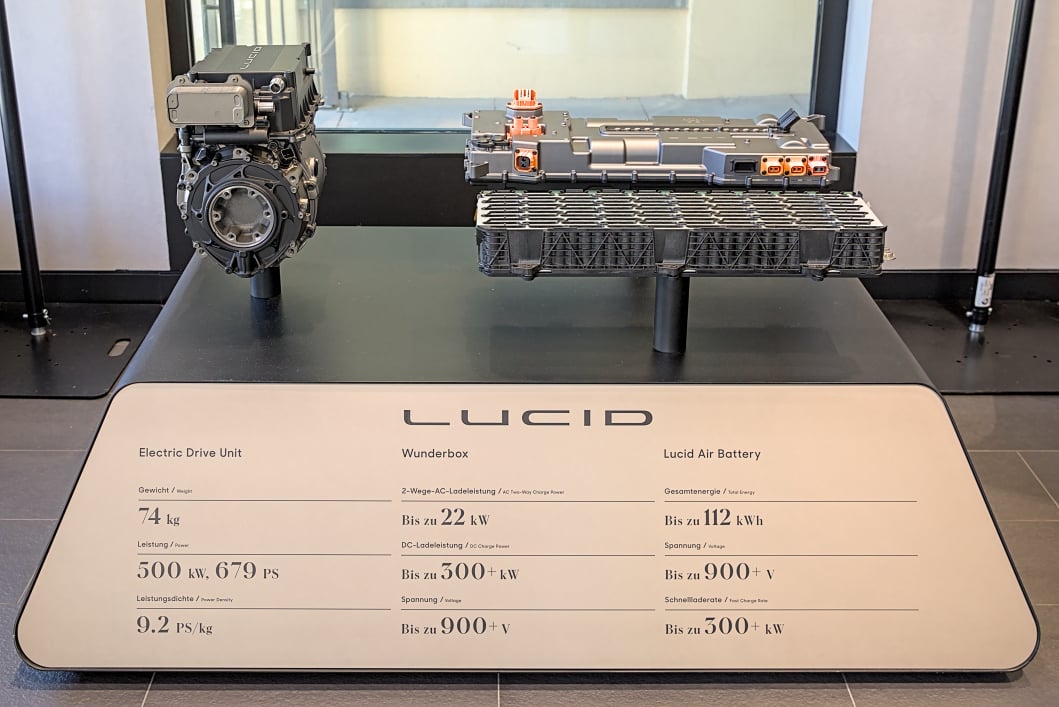 LUCID
LUCID
Electric Drive Unit
Gewicht / Weight
74 kg
Leistung / Power
500 kW, 679 PS
Leistungsdichte / Power Density
9.2 PS/kg
Wunderbox
2-Wege-AC-Ladeleistung / AC Two-Way Charge Power
Bis zu 22 kW
DC-Ladeleistung / DC Charge Power
Bis zu 300+ kW
Spannung / Voltage
Bis zu 900+ V
Lucid Air Battery
Gesamtenergie / Total Energy
Bis zu 112 kWh
Spannung / Voltage
Bis zu 900+ V
Schnellladerate / Fast Charge Rate
Bis zu 300+ kW